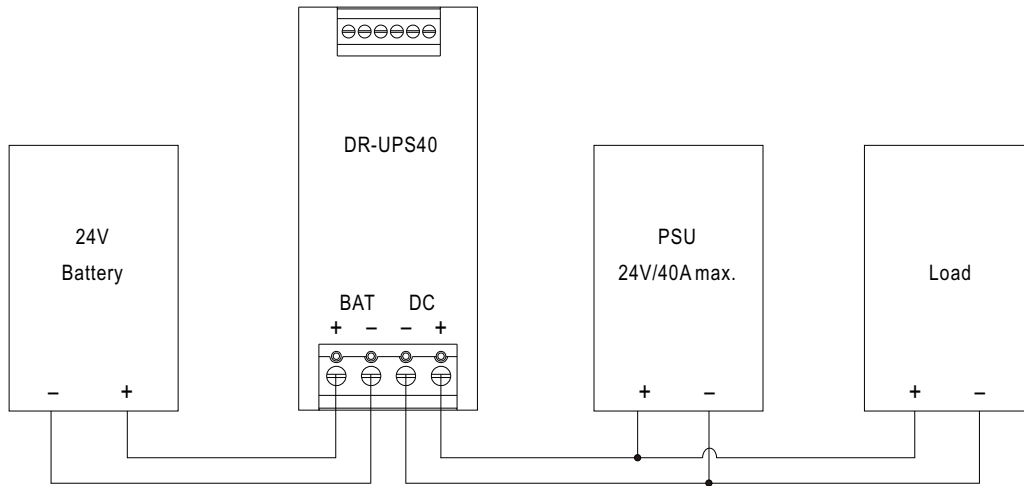 DR-UPS40
24V
Battery
PSU
24V/40A max.
Load
BAT DC
+ − − +
− +
+ −
+ −